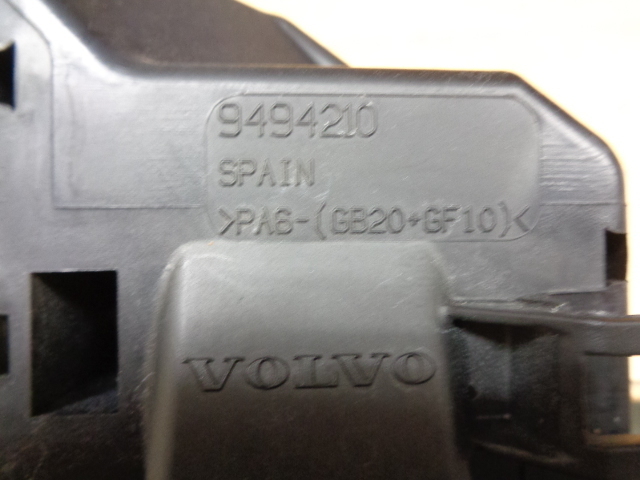 9494210
SPAIN
>PA6-(GB20+GF10)<
VOLVO